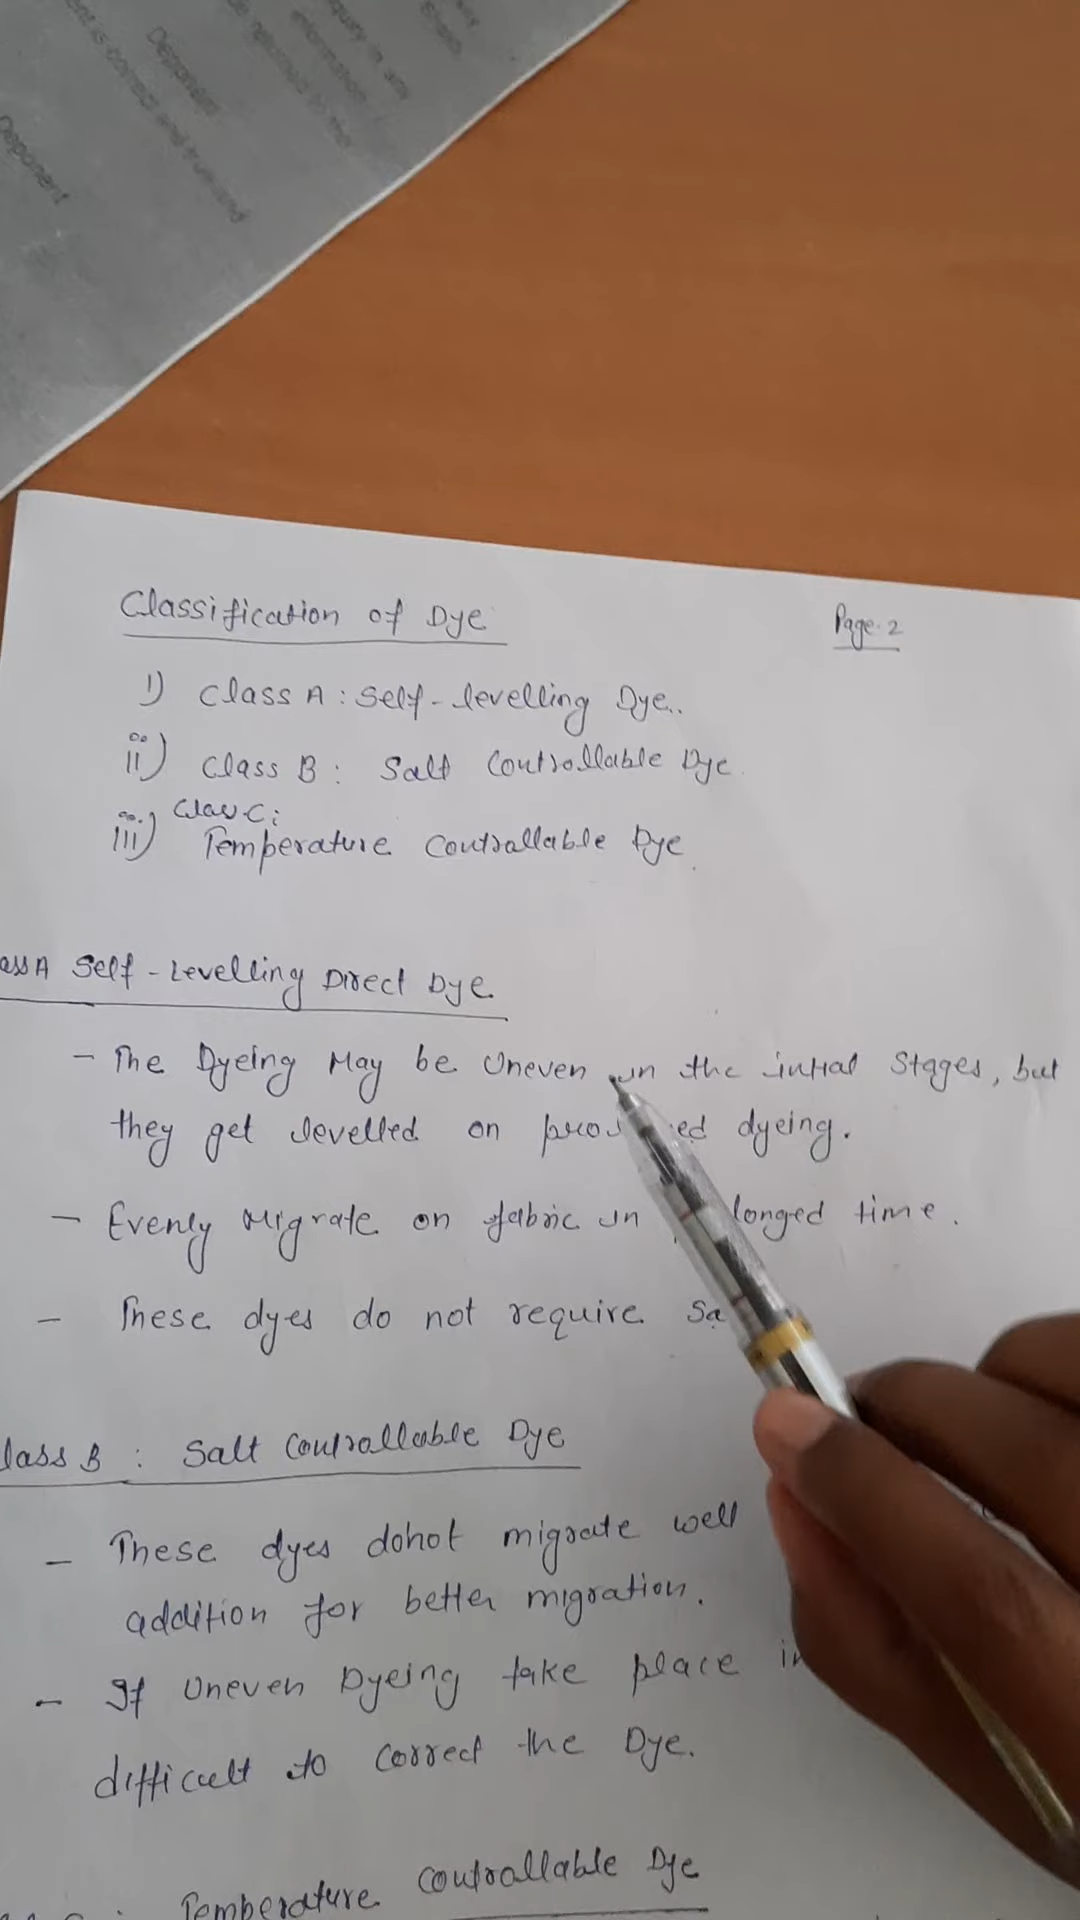 Deponent
Deponent
Classification of Dye
Page-2
i) Class A : Self-levelling Dye.
ii) Class B : Salt Controllable Dye.
Class C:
iii) Temperature Controllable Dye.
Self-Levelling Direct Dye.
- The Dyeing May be Uneven in the initial Stages, but
they get levelled on dyeing.
- Evenly Migrate on fabric in time.
- These dyes do not require
B : Salt Controllable Dye
- These dyes donot migrate well
addition for better migration.
- If Uneven Dyeing take place
difficult to correct the Dye.
Temperature Controllable Dye